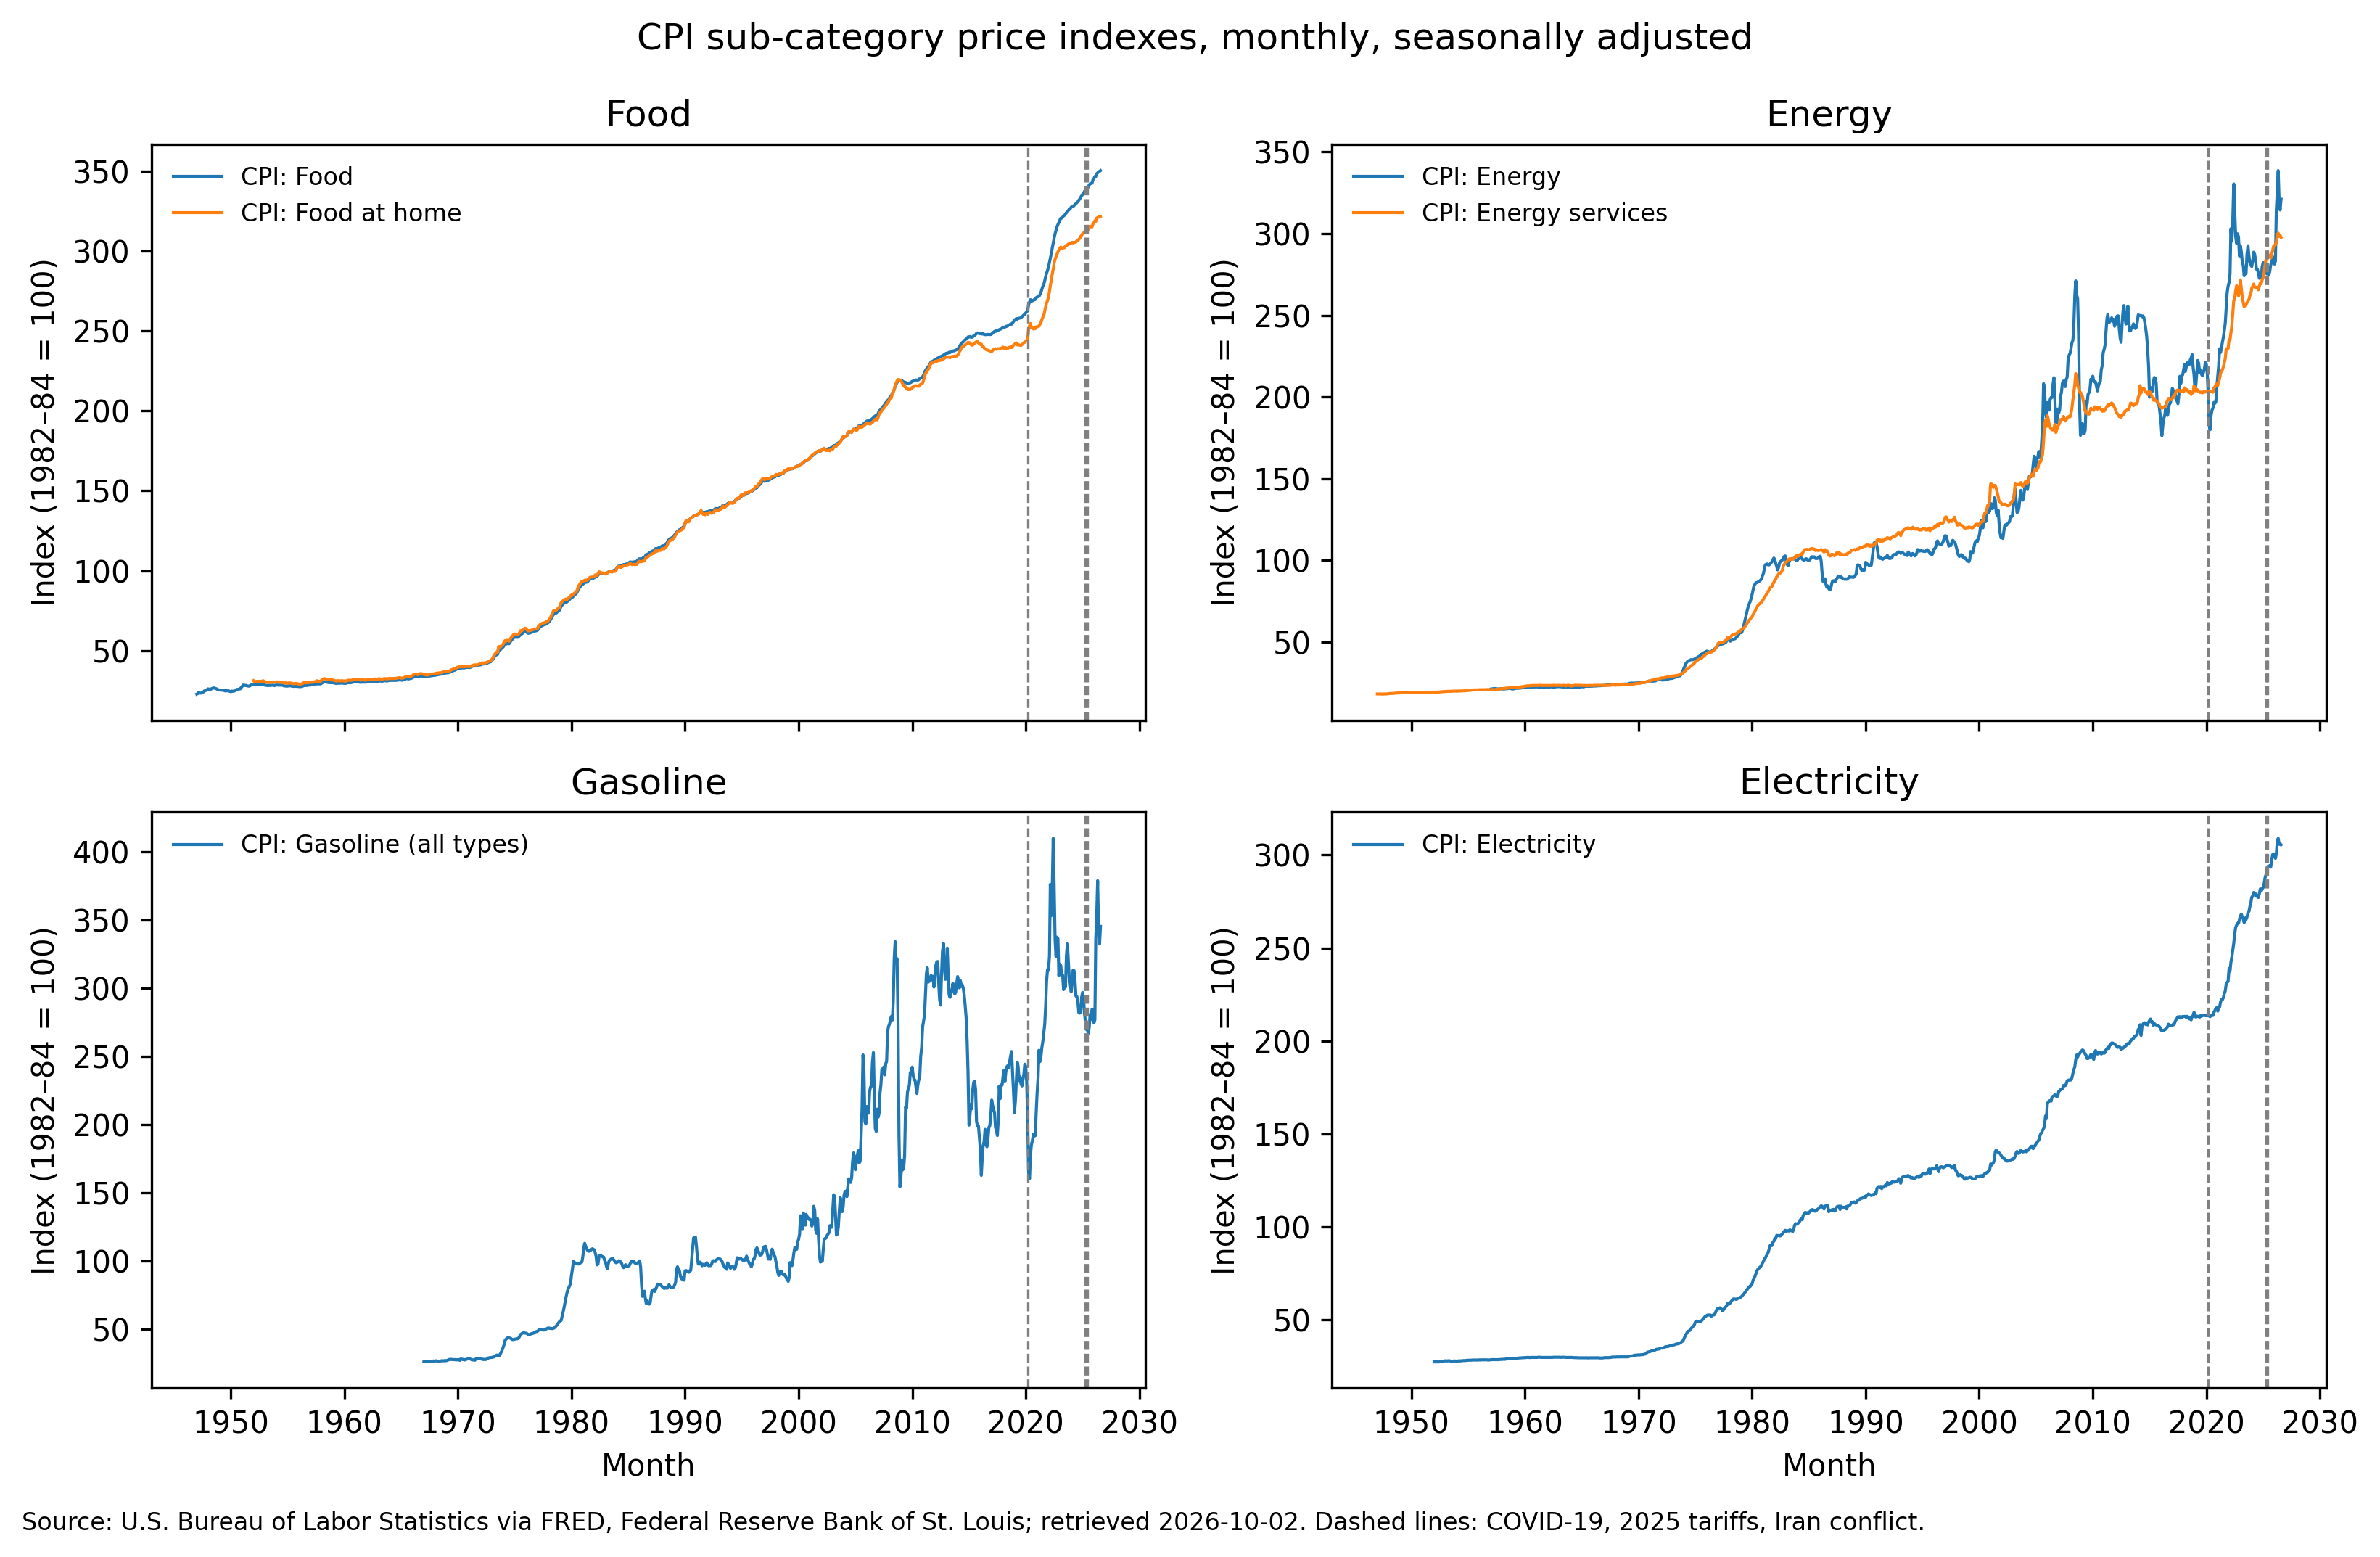 CPI sub-category price indexes, monthly, seasonally adjusted
Food
Index (1982–84 = 100)
350
300
250
200
150
100
50
CPI: Food
CPI: Food at home
Energy
Index (1982–84 = 100)
350
300
250
200
150
100
50
CPI: Energy
CPI: Energy services
1950 1960 1970 1980 1990 2000 2010 2020 2030
Gasoline
Index (1982–84 = 100)
400
350
300
250
200
150
100
50
CPI: Gasoline (all types)
Month
Electricity
Index (1982–84 = 100)
300
250
200
150
100
50
CPI: Electricity
1950 1960 1970 1980 1990 2000 2010 2020 2030
Month
Source: U.S. Bureau of Labor Statistics via FRED, Federal Reserve Bank of St. Louis; retrieved 2026-10-02. Dashed lines: COVID-19, 2025 tariffs, Iran conflict.